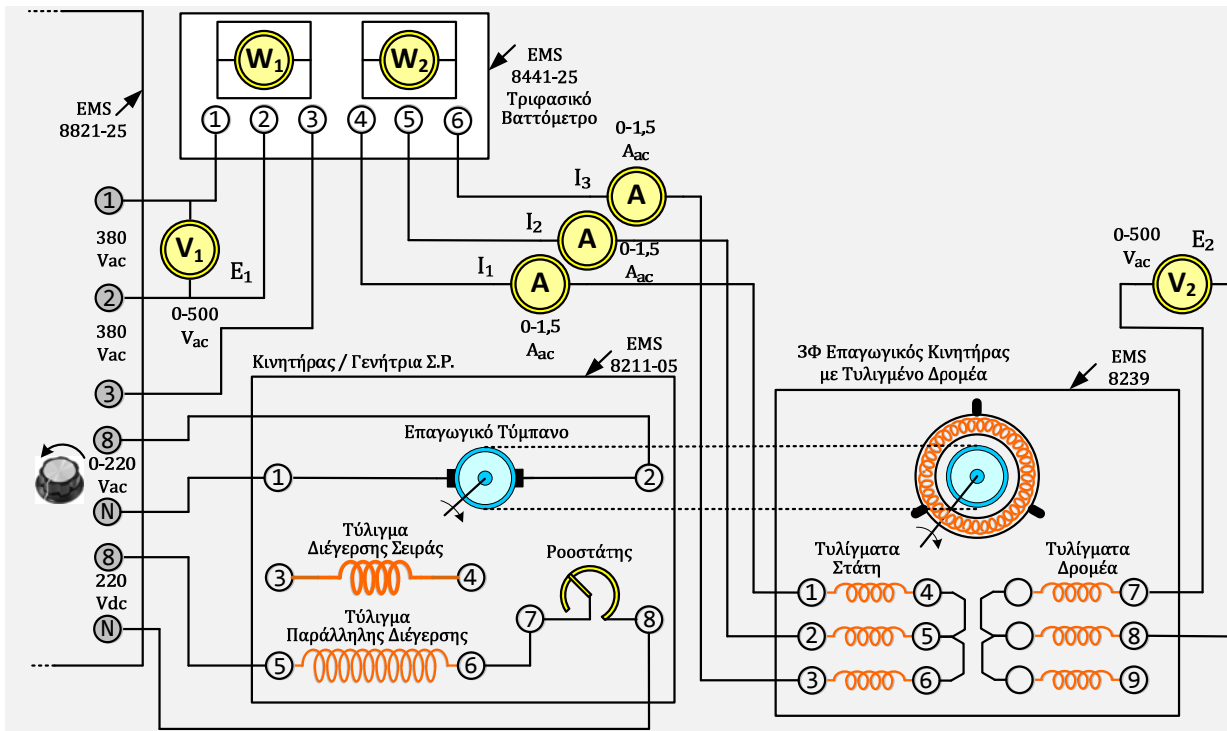 W1
W2
1 2 3 4 5 6
EMS
8441-25
Τριφασικό
Βαττόμετρο
EMS
8821-25
1
380
Vac
2
380
Vac
3
8
0-220
Vac
N
8
220
Vdc
N
V1
E1
0-500
Vac
I3
A
0-1,5
Aac
I2
A
0-1,5
Aac
I1
A
0-1,5
Aac
0-500
Vac
E2
V2
Κινητήρας / Γενήτρια Σ.Ρ.
EMS
8211-05
Επαγωγικό Τύμπανο
1
2
Τύλιγμα
Διέγερσης Σειράς
3
4
Ροοστάτης
7
8
Τύλιγμα
Παράλληλης Διέγερσης
5
6
3Φ Επαγωγικός Κινητήρας
με Τυλιγμένο Δρομέα
EMS
8239
Τυλίγματα
Στάτη
Τυλίγματα
Δρομέα
1 4 7
2 5 8
3 6 9